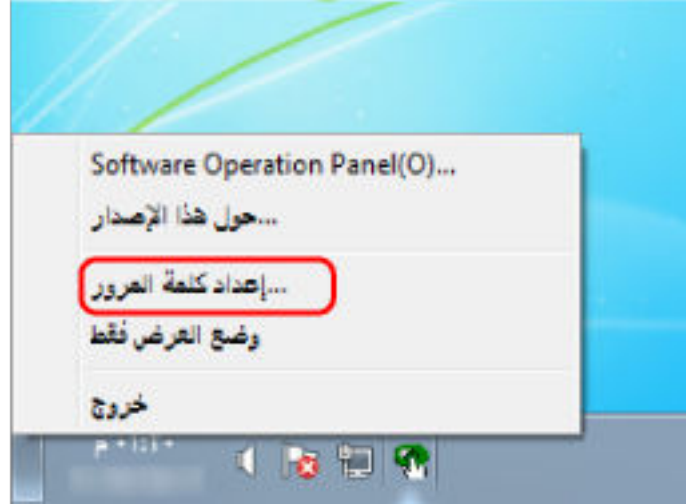 Software Operation Panel(O)...
حول هذا الإصدار...
إعداد كلمة المرور...
وضع العرض فقط
خروج